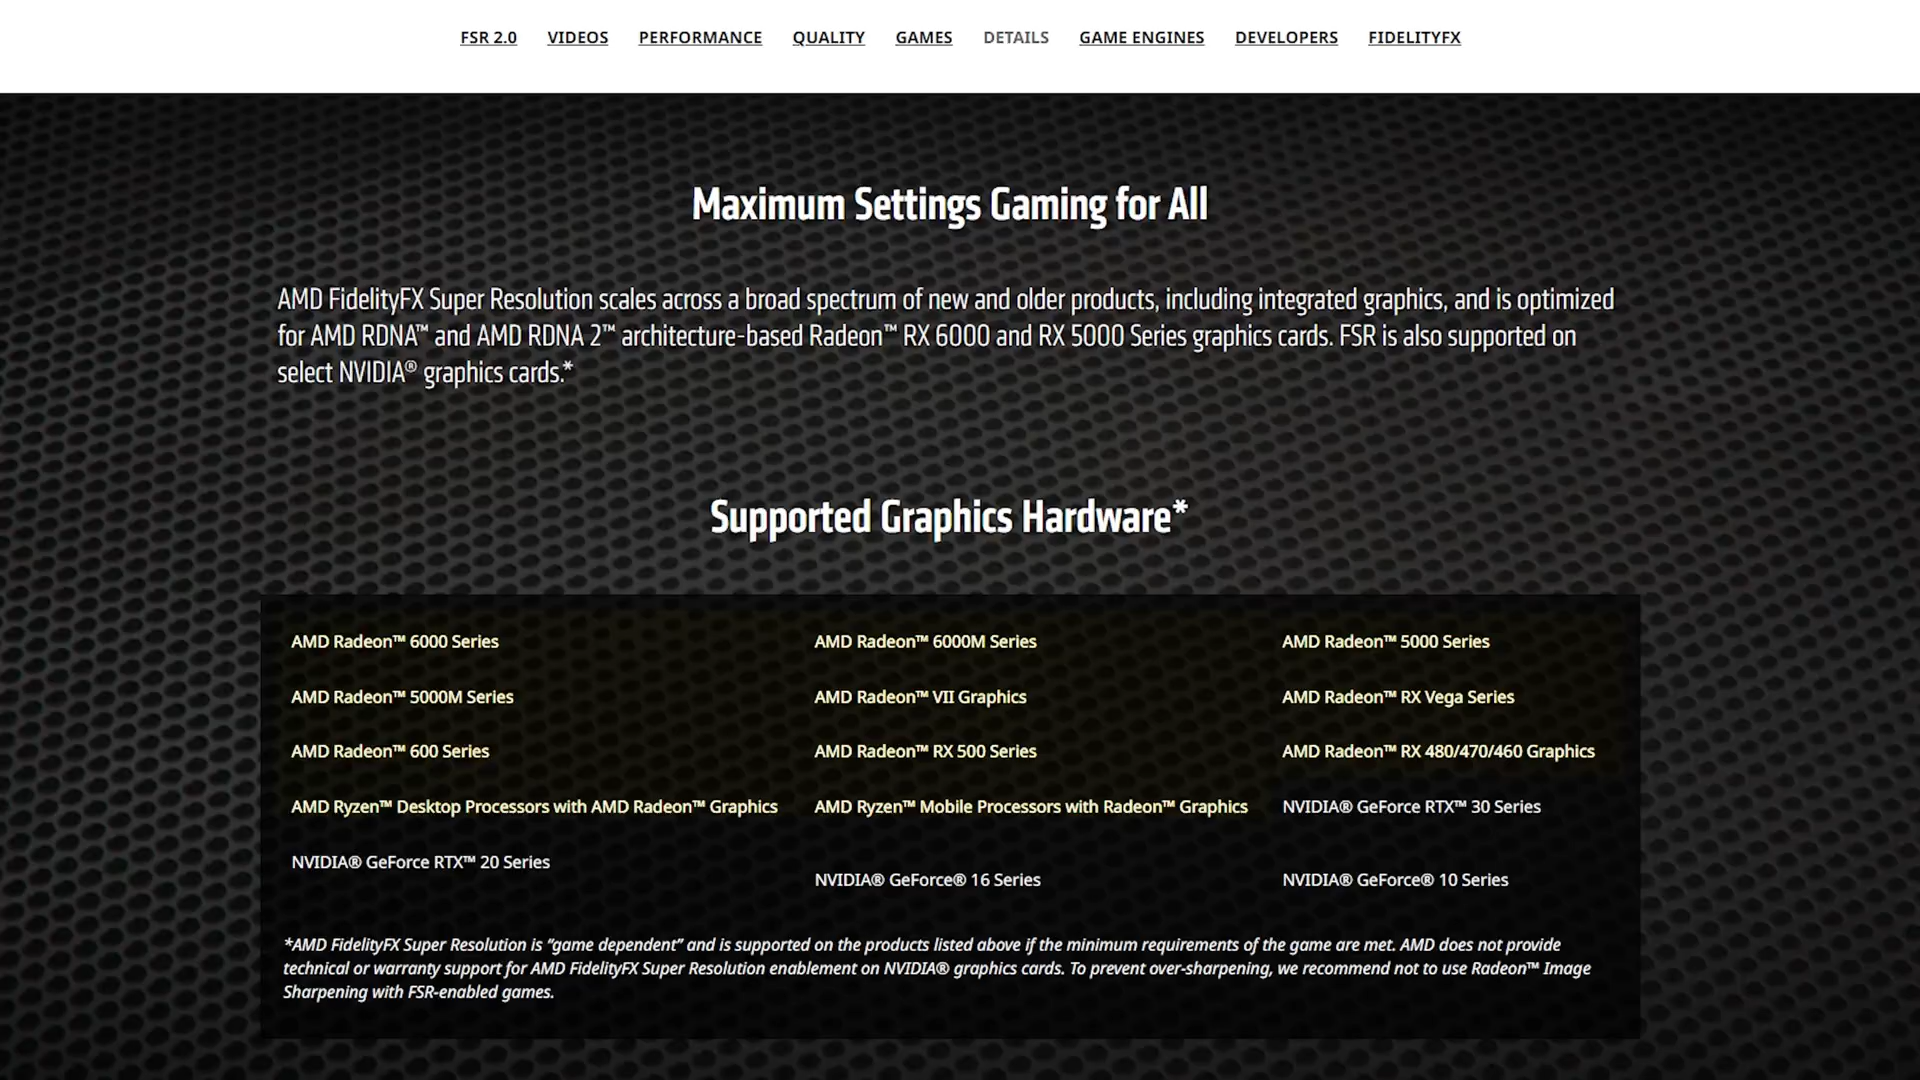 FSR 2.0 VIDEOS PERFORMANCE QUALITY GAMES DETAILS GAME ENGINES DEVELOPERS FIDELITYFX
Maximum Settings Gaming for All
AMD FidelityFX Super Resolution scales across a broad spectrum of new and older products, including integrated graphics, and is optimized
for AMD RDNA™ and AMD RDNA 2™ architecture-based Radeon™ RX 6000 and RX 5000 Series graphics cards. FSR is also supported on
select NVIDIA® graphics cards.*
Supported Graphics Hardware*
AMD Radeon™ 6000 Series AMD Radeon™ 6000M Series AMD Radeon™ 5000 Series
AMD Radeon™ 5000M Series AMD Radeon™ VII Graphics AMD Radeon™ RX Vega Series
AMD Radeon™ 600 Series AMD Radeon™ RX 500 Series AMD Radeon™ RX 480/470/460 Graphics
AMD Ryzen™ Desktop Processors with AMD Radeon™ Graphics AMD Ryzen™ Mobile Processors with Radeon™ Graphics NVIDIA® GeForce RTX™ 30 Series
NVIDIA® GeForce RTX™ 20 Series NVIDIA® GeForce® 16 Series NVIDIA® GeForce® 10 Series
*AMD FidelityFX Super Resolution is “game dependent” and is supported on the products listed above if the minimum requirements of the game are met. AMD does not provide
technical or warranty support for AMD FidelityFX Super Resolution enablement on NVIDIA® graphics cards. To prevent over-sharpening, we recommend not to use Radeon™ Image
Sharpening with FSR-enabled games.